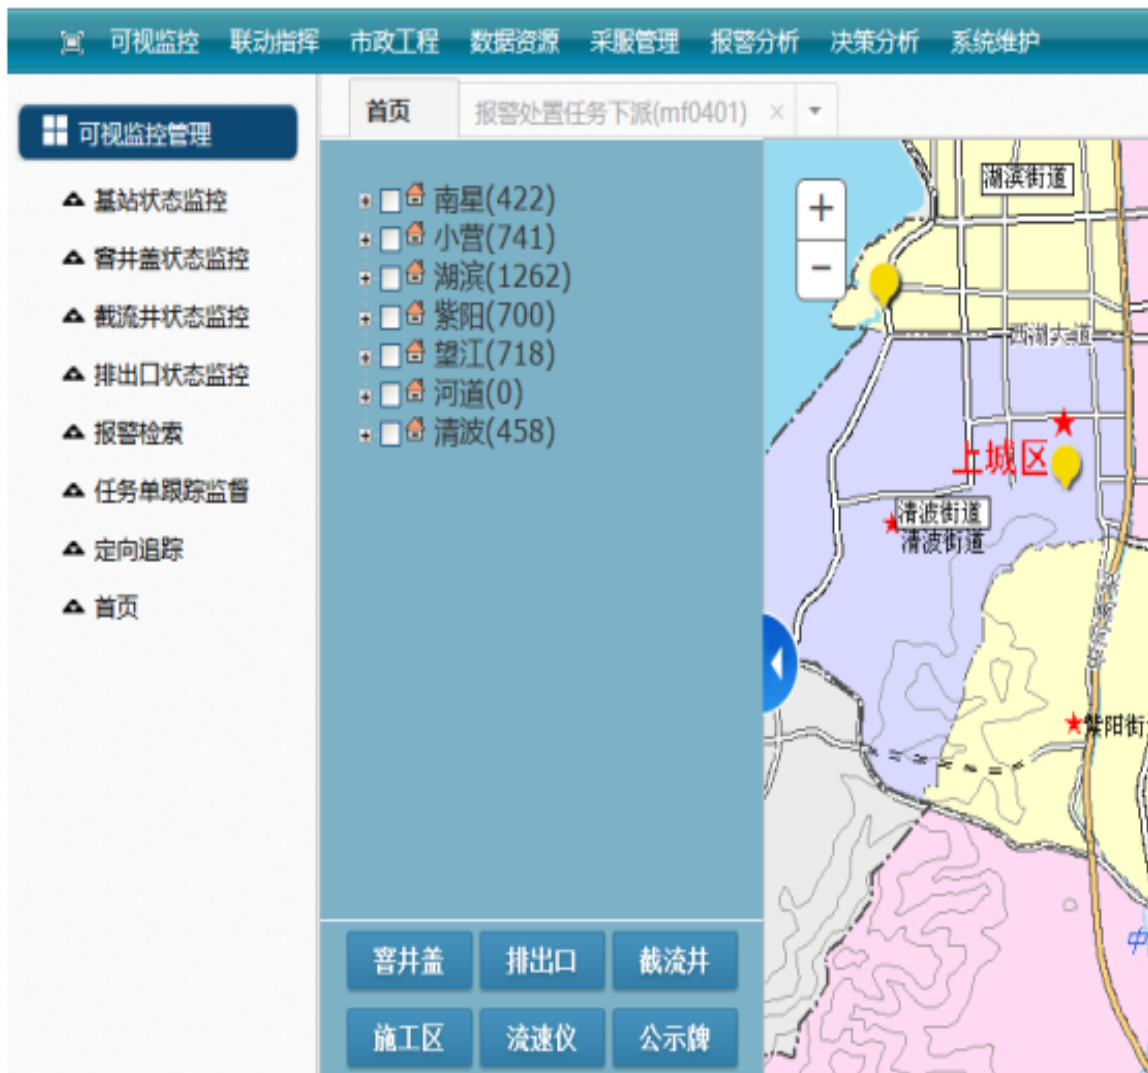 可视监控 联动指挥 市政工程 数据资源 采服管理 报警分析 决策分析 系统维护
首页 报警处置任务下派(mf0401) ×
可视监控管理
基站状态监控
窨井盖状态监控
截流井状态监控
排出口状态监控
报警检索
任务单跟踪监督
定向追踪
首页
南星(422)
小营(741)
湖滨(1262)
紫阳(700)
望江(718)
河道(0)
清波(458)
窨井盖 排出口 截流井
施工区 流速仪 公示牌
+
−
湖滨街道
西湖大道
上城区
清波街道
清波街道
紫阳街
中